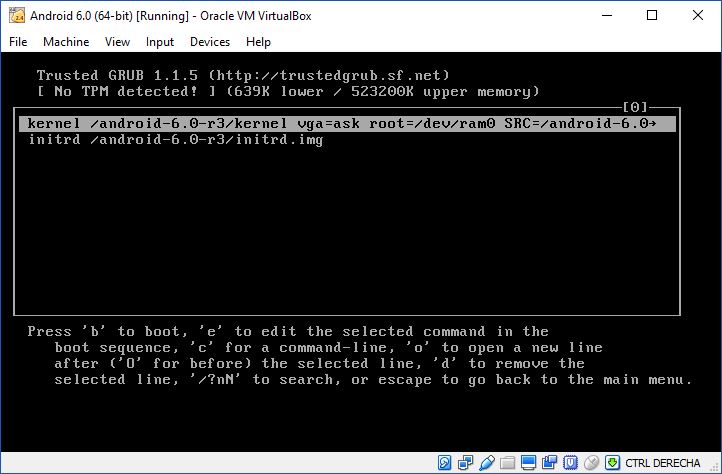 Android 6.0 (64-bit) [Running] - Oracle VM VirtualBox
File Machine View Input Devices Help
Trusted GRUB 1.1.5 (http://trustedgrub.sf.net)
[ No TPM detected! ] (639K lower / 523200K upper memory)
[0]
kernel /android-6.0-r3/kernel vga=ask root=/dev/ram0 SRC=/android-6.0→
initrd /android-6.0-r3/initrd.img
Press 'b' to boot, 'e' to edit the selected command in the
boot sequence, 'c' for a command-line, 'o' to open a new line
after ('O' for before) the selected line, 'd' to remove the
selected line, '/?nN' to search, or escape to go back to the main menu.
CTRL DERECHA